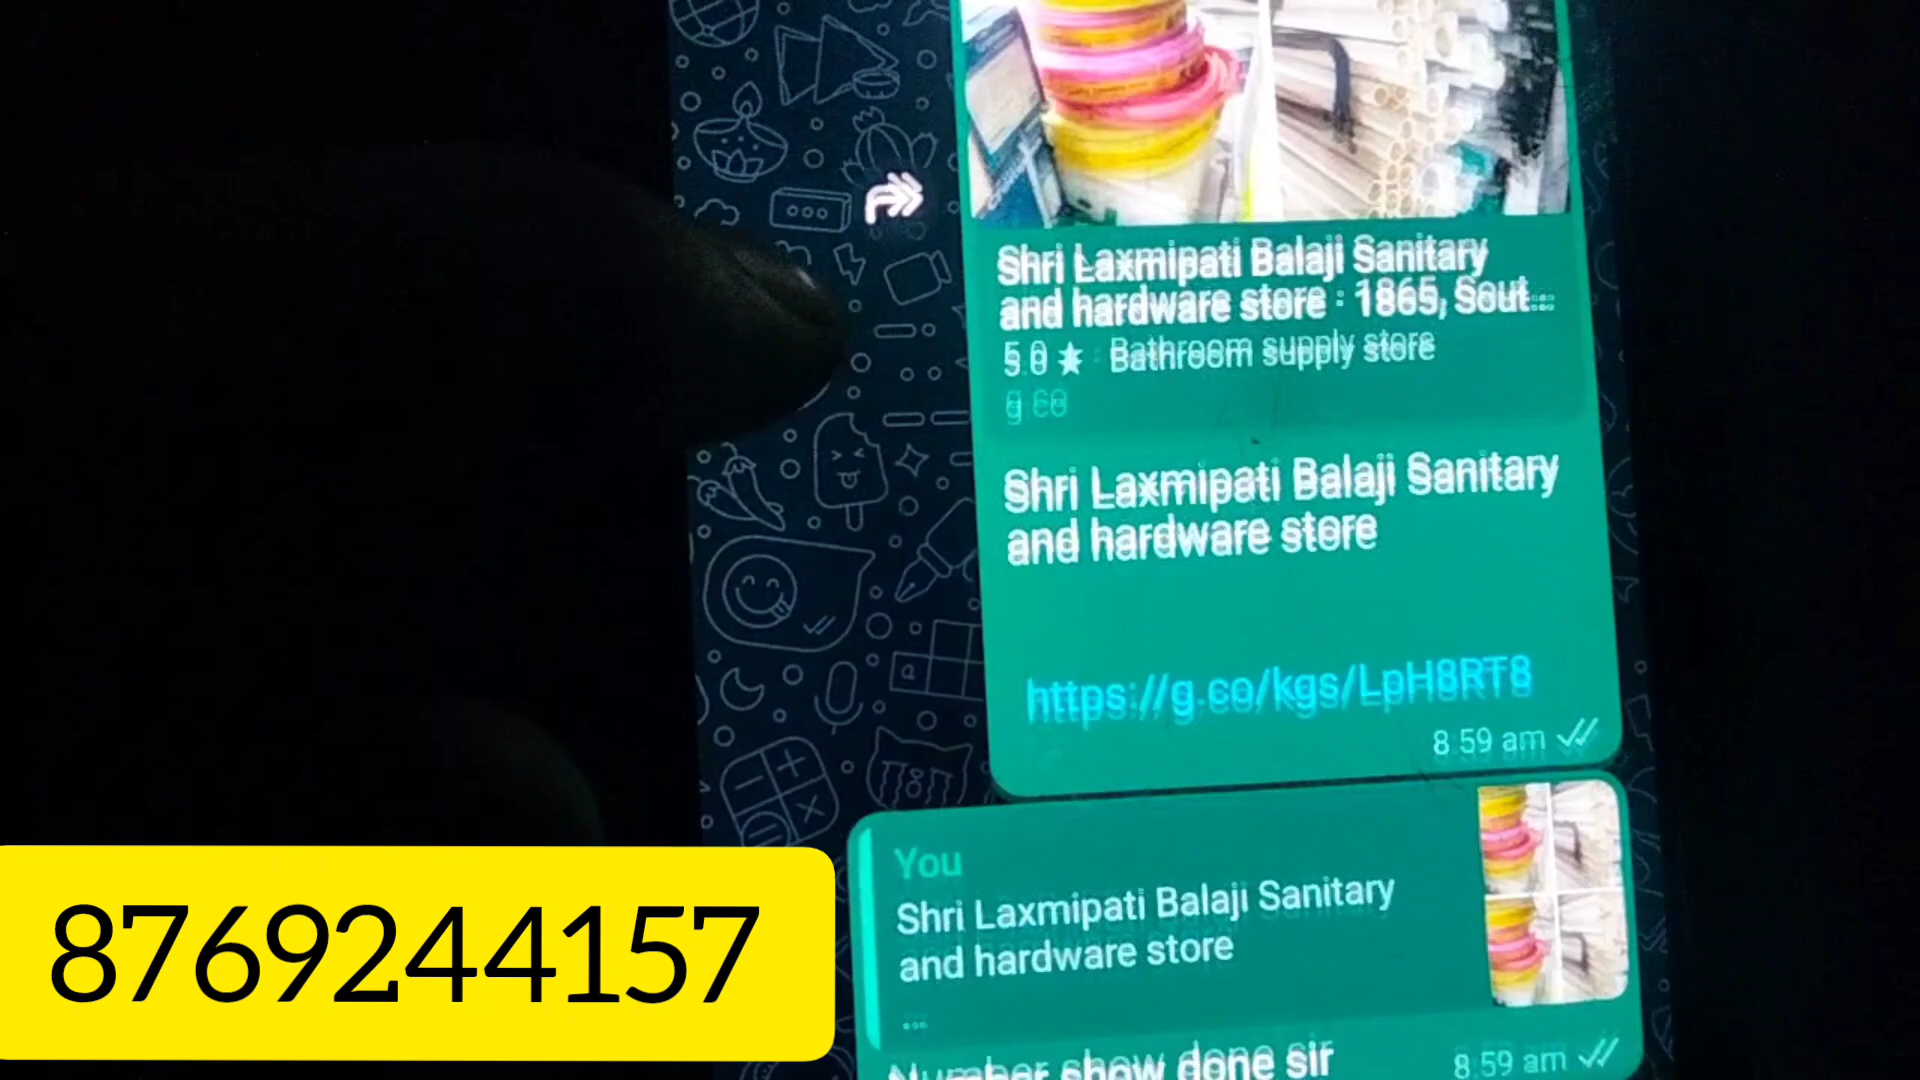 Shri Laxmipati Balaji Sanitary
and hardware store · 1865, Sout...
5.0 ★ · Bathroom supply store
g.co
Shri Laxmipati Balaji Sanitary
and hardware store
https://g.co/kgs/LpH8RT8
8:59 am
You
Shri Laxmipati Balaji Sanitary
and hardware store
...
Number show done sir
8:59 am
8769244157